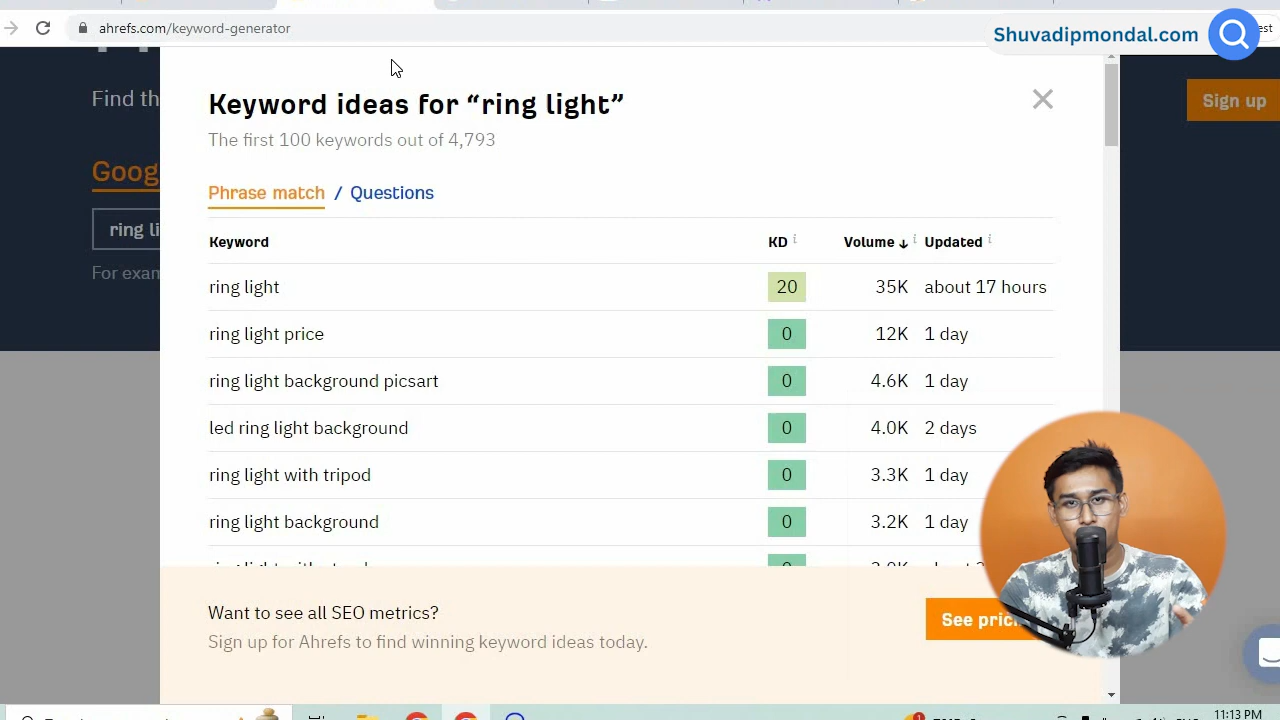 ahrefs.com/keyword-generator
Shuvadipmondal.com
Find th
Sign up
Goog
ring li
For exam
Keyword ideas for “ring light”
The first 100 keywords out of 4,793
Phrase match / Questions
Keyword KD i Volume ↓ i Updated i
ring light 20 35K about 17 hours
ring light price 0 12K 1 day
ring light background picsart 0 4.6K 1 day
led ring light background 0 4.0K 2 days
ring light with tripod 0 3.3K 1 day
ring light background 0 3.2K 1 day
Want to see all SEO metrics?
See prici
Sign up for Ahrefs to find winning keyword ideas today.
11:13 PM